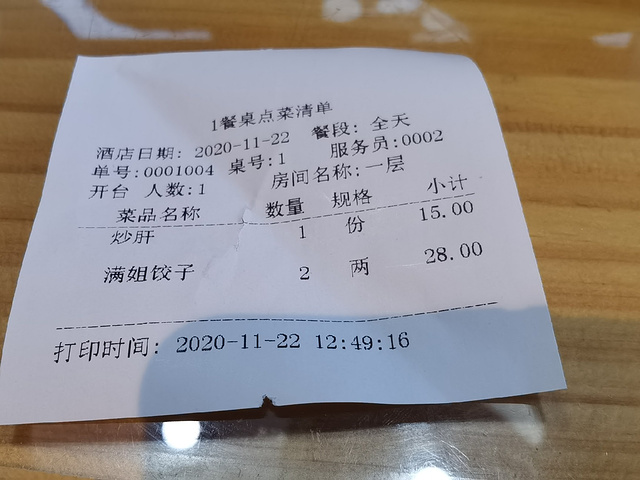 1餐桌点菜清单
酒店日期: 2020-11-22 餐段: 全天
单号:0001004 桌号:1 服务员:0002
开台 人数:1 房间名称:一层
菜品名称 数量 规格 小计
炒肝 1 份 15.00
满姐饺子 2 两 28.00
打印时间: 2020-11-22 12:49:16